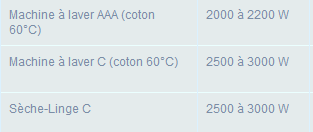 Machine à laver AAA (coton 2000 à 2200 W
60°C)
Machine à laver C (coton 60°C) 2500 à 3000 W
Sèche-Linge C 2500 à 3000 W